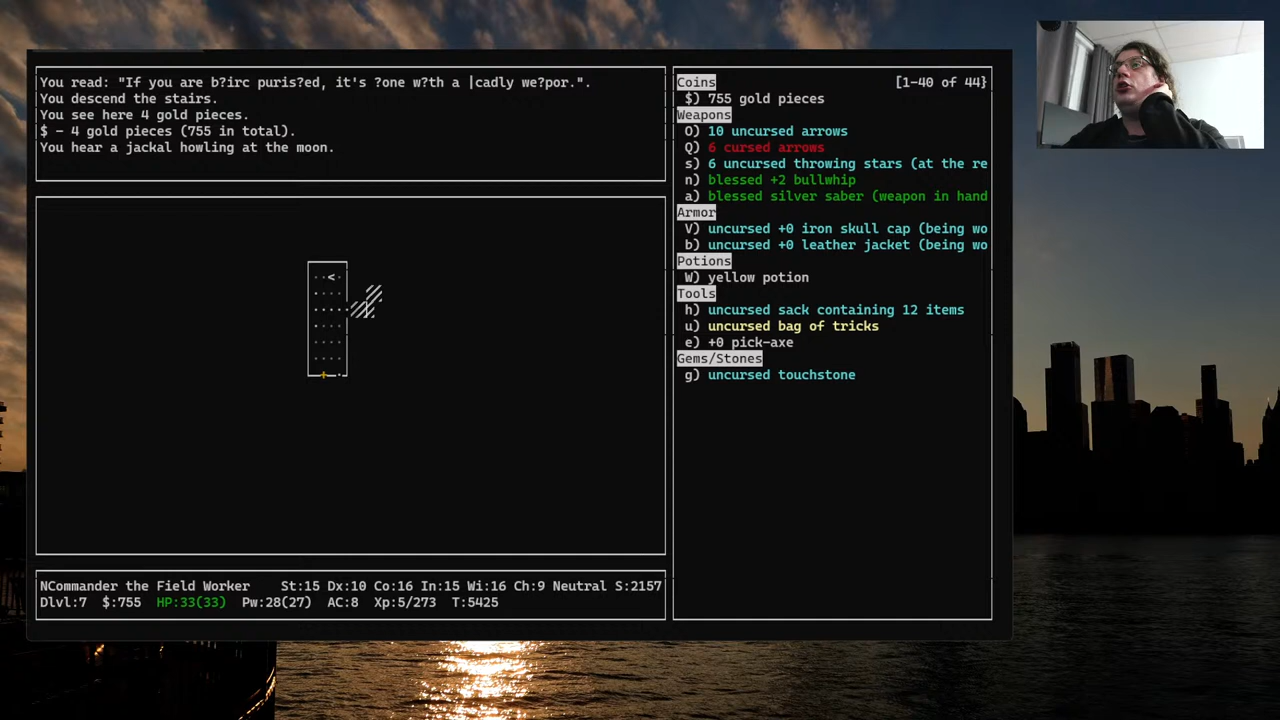 You read: "If you are b?irc puris?ed, it's ?one w?th a |cadly we?por.".
You descend the stairs.
You see here 4 gold pieces.
$ - 4 gold pieces (755 in total).
You hear a jackal howling at the moon.
NCommander the Field Worker St:15 Dx:10 Co:16 In:15 Wi:16 Ch:9 Neutral S:2157
Dlvl:7 $:755 HP:33(33) Pw:28(27) AC:8 Xp:5/273 T:5425
Coins [1-40 of 44}
$) 755 gold pieces
Weapons
O) 10 uncursed arrows
Q) 6 cursed arrows
s) 6 uncursed throwing stars (at the re
n) blessed +2 bullwhip
a) blessed silver saber (weapon in hand
Armor
V) uncursed +0 iron skull cap (being wo
b) uncursed +0 leather jacket (being wo
Potions
W) yellow potion
Tools
h) uncursed sack containing 12 items
u) uncursed bag of tricks
e) +0 pick-axe
Gems/Stones
g) uncursed touchstone